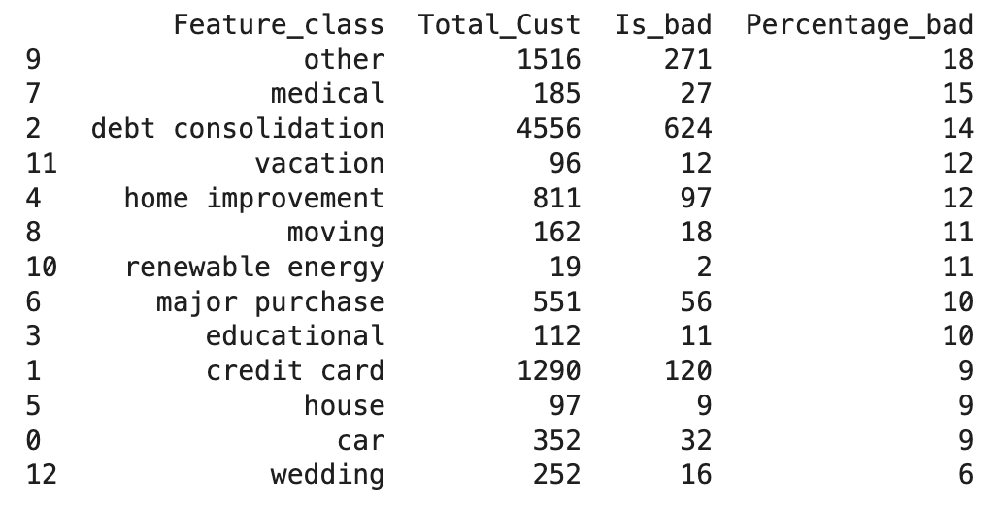 Feature_class Total_Cust Is_bad Percentage_bad
9 other 1516 271 18
7 medical 185 27 15
2 debt consolidation 4556 624 14
11 vacation 96 12 12
4 home improvement 811 97 12
8 moving 162 18 11
10 renewable energy 19 2 11
6 major purchase 551 56 10
3 educational 112 11 10
1 credit card 1290 120 9
5 house 97 9 9
0 car 352 32 9
12 wedding 252 16 6